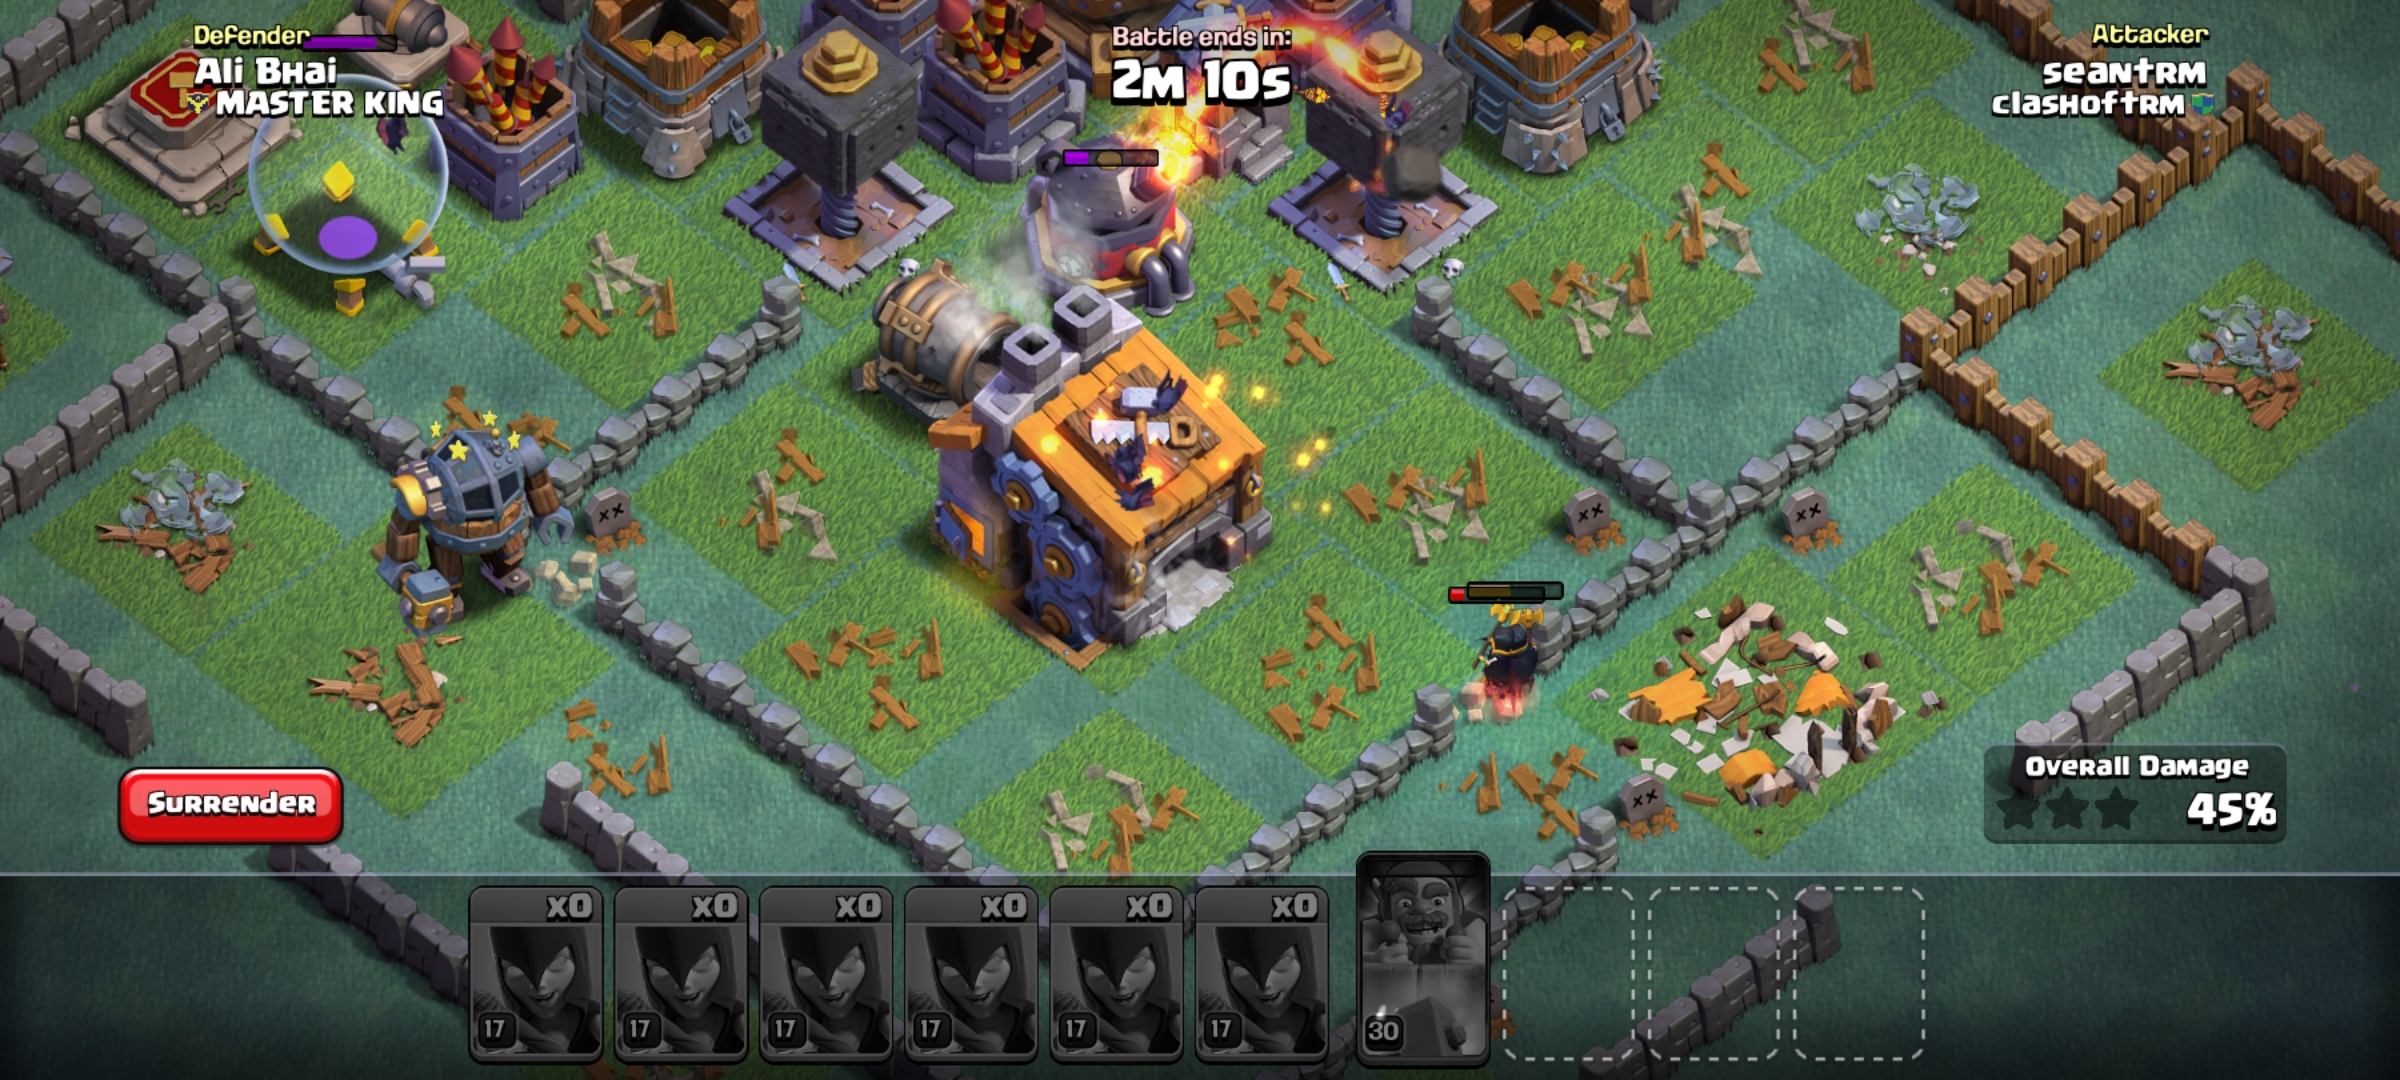 Defender
Ali Bhai
MASTER KING
Battle ends in:
2M 10s
Attacker
seantrm
clashoftrm
Surrender
Overall Damage
45%
x0
x0
x0
x0
x0
x0
17
17
17
17
17
17
30